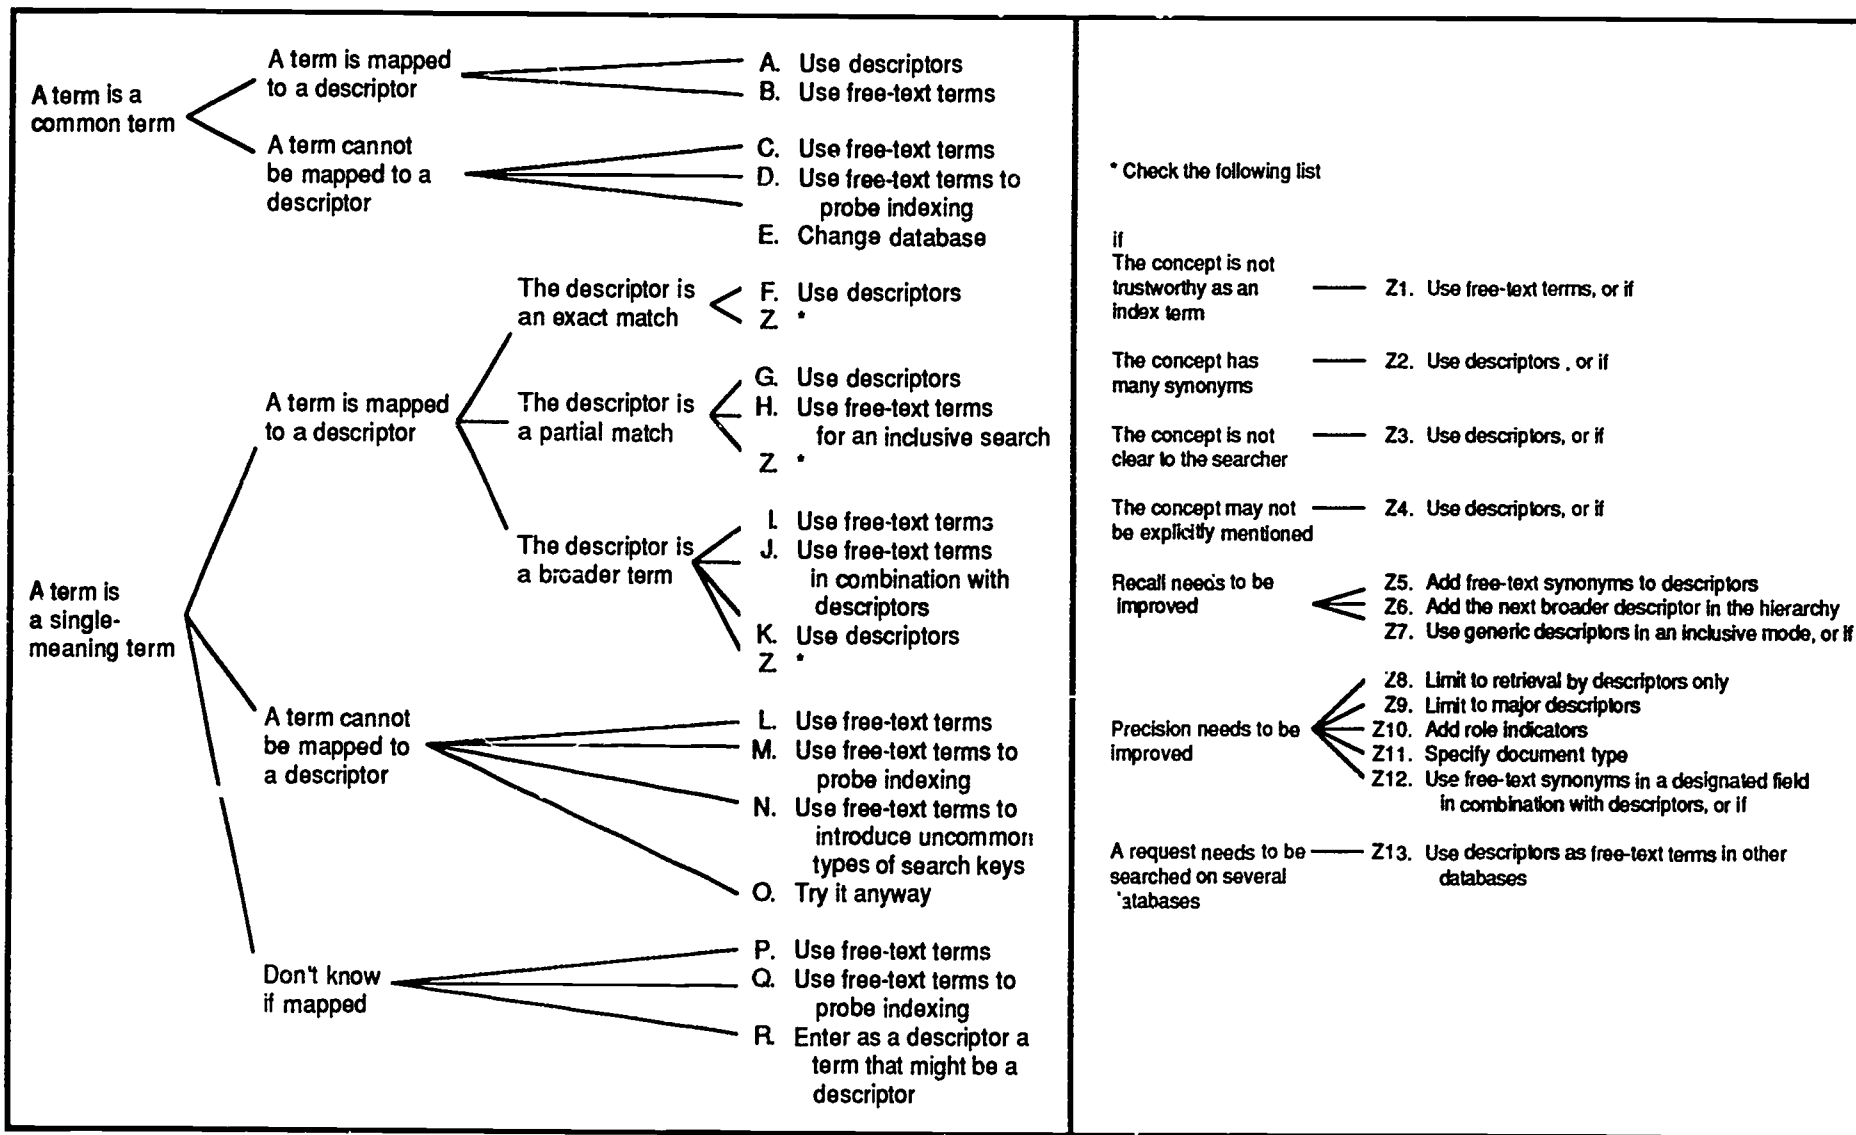 A term is a
common term
A term is mapped
to a descriptor
A. Use descriptors
B. Use free-text terms
A term cannot
be mapped to a
descriptor
C. Use free-text terms
D. Use free-text terms to
probe indexing
E. Change database
A term is
a single-
meaning term
A term is mapped
to a descriptor
The descriptor is
an exact match
F. Use descriptors
Z *
The descriptor is
a partial match
G. Use descriptors
H. Use free-text terms
for an inclusive search
Z *
The descriptor is
a broader term
I. Use free-text terms
J. Use free-text terms
in combination with
descriptors
K. Use descriptors
Z *
A term cannot
be mapped to
a descriptor
L. Use free-text terms
M. Use free-text terms to
probe indexing
N. Use free-text terms to
introduce uncommon
types of search keys
O. Try it anyway
Don't know
if mapped
P. Use free-text terms
Q. Use free-text terms to
probe indexing
R. Enter as a descriptor a
term that might be a
descriptor
* Check the following list
if
The concept is not
trustworthy as an
index term
Z1. Use free-text terms, or if
The concept has
many synonyms
Z2. Use descriptors , or if
The concept is not
clear to the searcher
Z3. Use descriptors, or if
The concept may not
be explicitly mentioned
Z4. Use descriptors, or if
Recall needs to be
improved
Z5. Add free-text synonyms to descriptors
Z6. Add the next broader descriptor in the hierarchy
Z7. Use generic descriptors in an inclusive mode, or if
Precision needs to be
improved
Z8. Limit to retrieval by descriptors only
Z9. Limit to major descriptors
Z10. Add role indicators
Z11. Specify document type
Z12. Use free-text synonyms in a designated field
in combination with descriptors, or if
A request needs to be
searched on several
'atabases
Z13. Use descriptors as free-text terms in other
databases